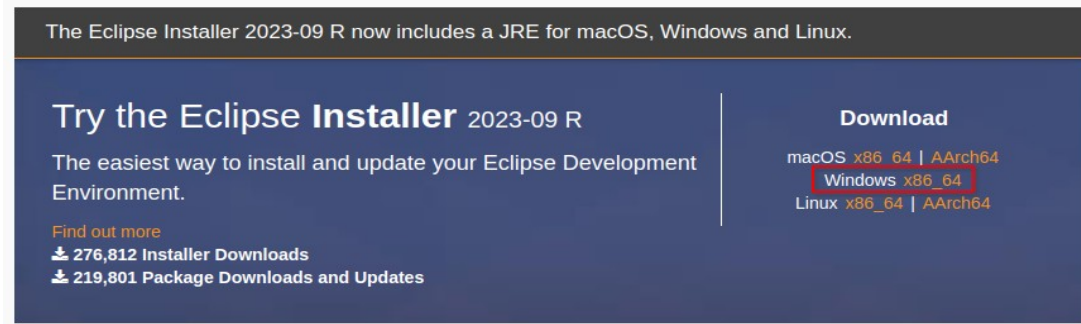 The Eclipse Installer 2023-09 R now includes a JRE for macOS, Windows and Linux.
Try the Eclipse Installer 2023-09 R
The easiest way to install and update your Eclipse Development
Environment.
Find out more
276,812 Installer Downloads
219,801 Package Downloads and Updates
Download
macOS x86_64 | AArch64
Windows x86_64
Linux x86_64 | AArch64